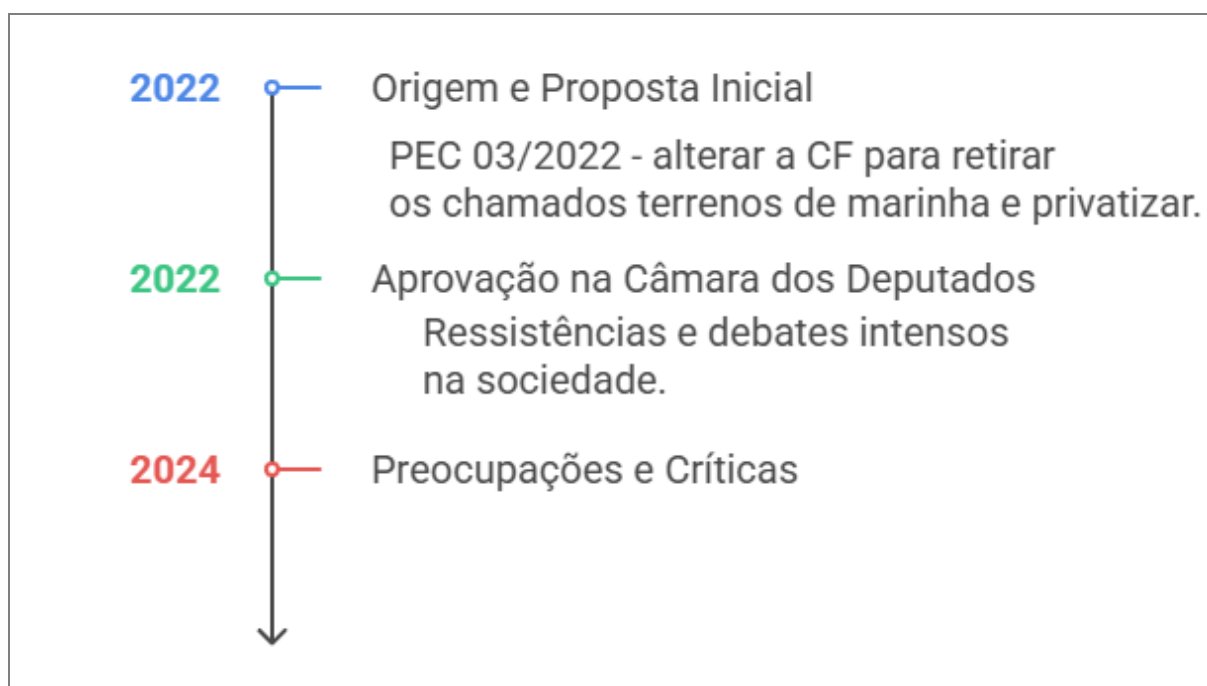 2022 Origem e Proposta Inicial
PEC 03/2022 - alterar a CF para retirar
os chamados terrenos de marinha e privatizar.
2022 Aprovação na Câmara dos Deputados
Ressistências e debates intensos
na sociedade.
2024 Preocupações e Críticas